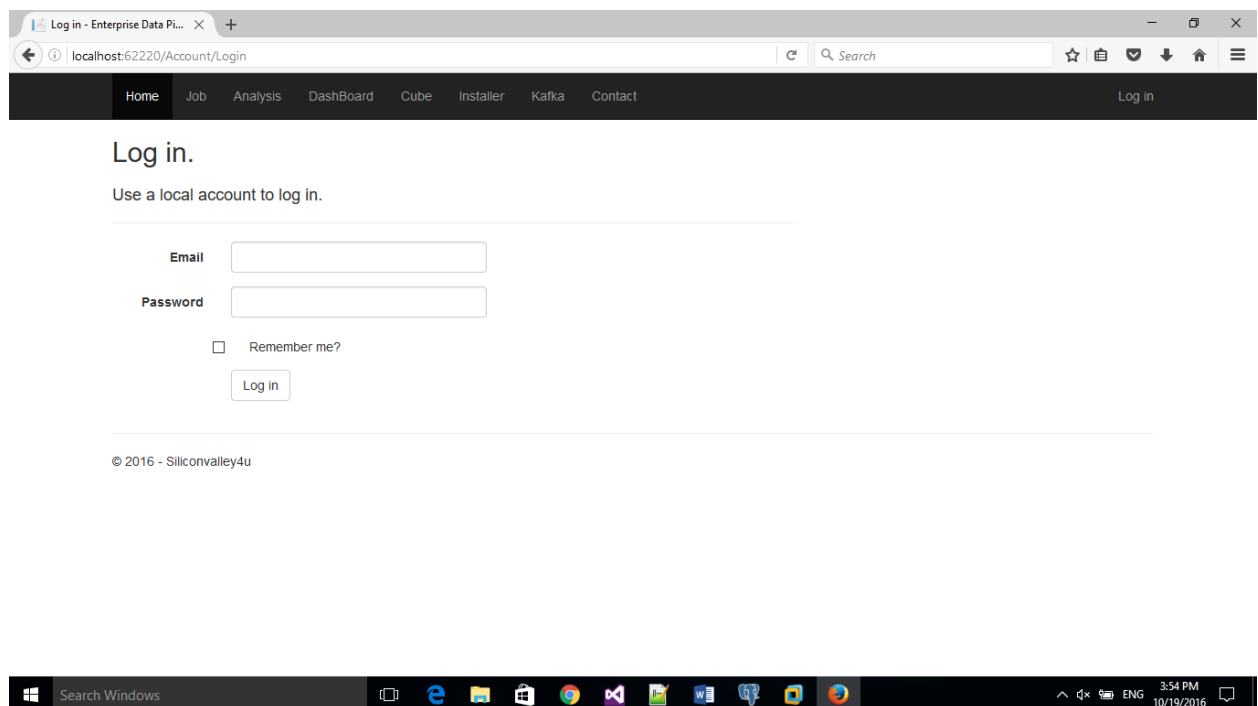 Log in - Enterprise Data Pi...
localhost:62220/Account/Login
Search
Home Job Analysis DashBoard Cube Installer Kafka Contact Log in
Log in.
Use a local account to log in.
Email
Password
Remember me?
Log in
© 2016 - Siliconvalley4u
Search Windows
ENG
3:54 PM
10/19/2016